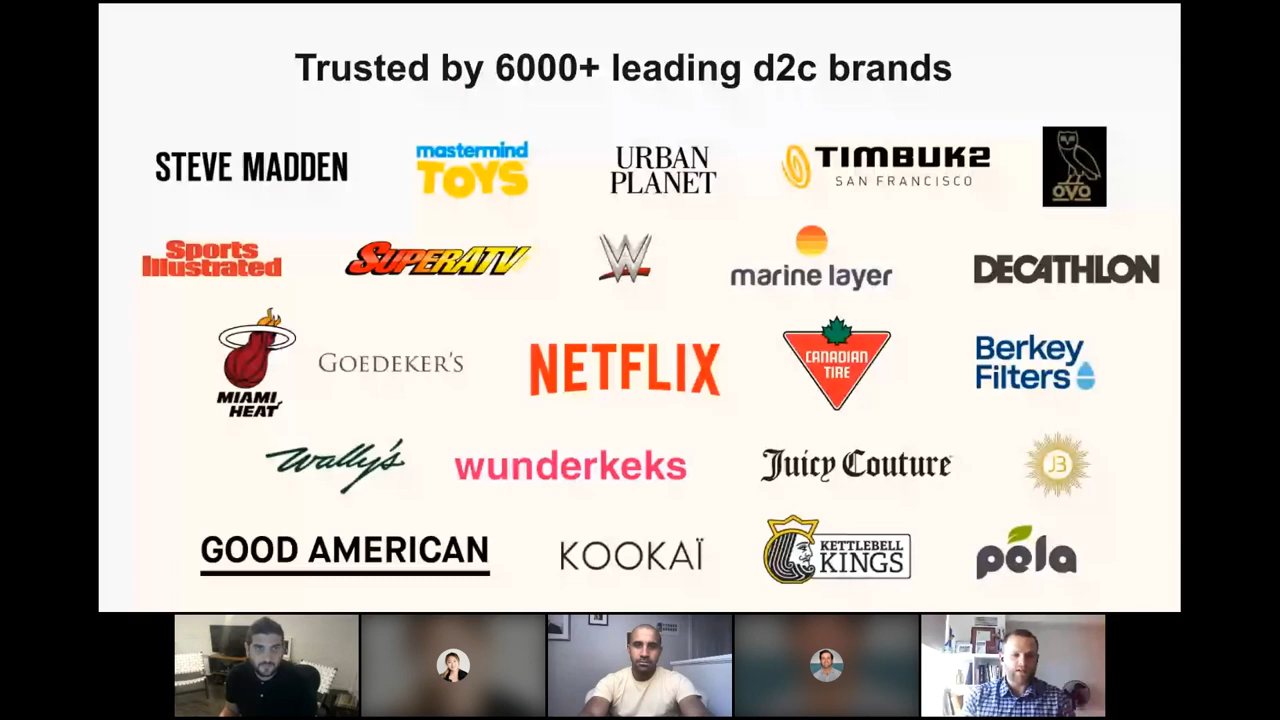 Trusted by 6000+ leading d2c brands
STEVE MADDEN
mastermind
TOYS
URBAN
PLANET
TIMBUK2
SAN FRANCISCO
OVO
Sports
Illustrated
SUPERATV
W
marine layer
DECATHLON
MIAMI
HEAT
GOEDEKER'S
NETFLIX
CANADIAN
TIRE
Berkey
Filters
Wally's
wunderkeks
Juicy Couture
JB
GOOD AMERICAN
KOOKAÏ
KETTLEBELL
KINGS
pela